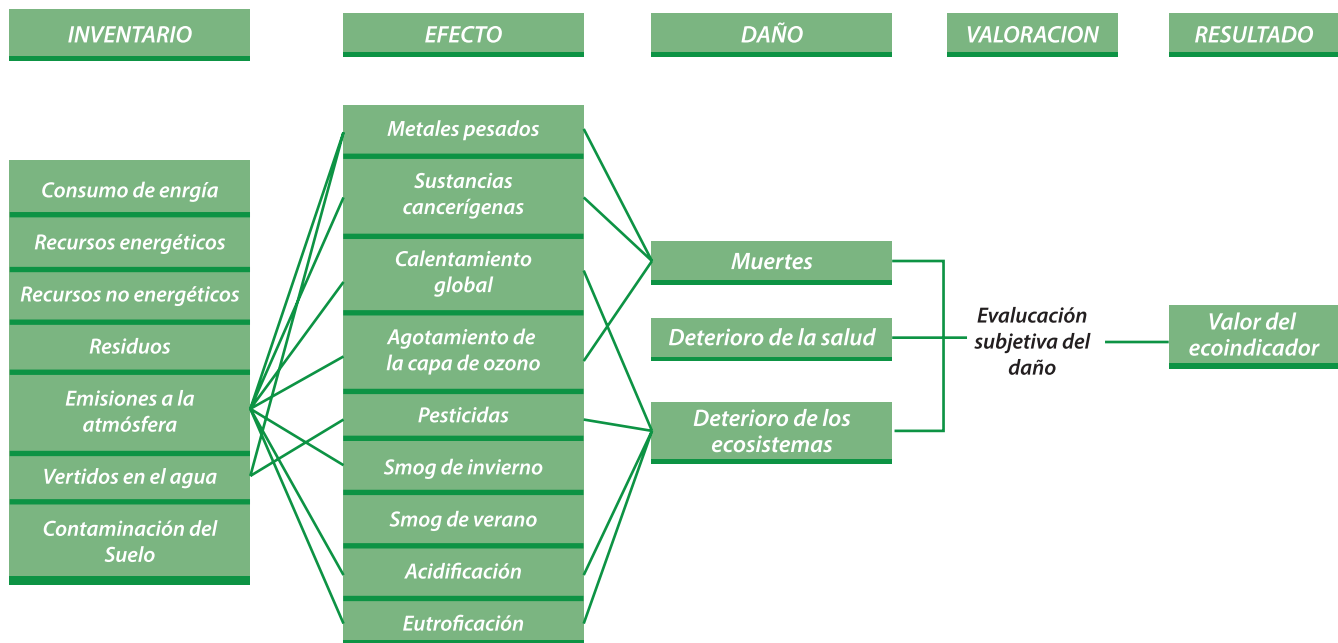 INVENTARIO
EFECTO
DAÑO
VALORACION
RESULTADO
Consumo de enrgía
Recursos energéticos
Recursos no energéticos
Residuos
Emisiones a la
atmósfera
Vertidos en el agua
Contaminación del
Suelo
Metales pesados
Sustancias
cancerígenas
Calentamiento
global
Agotamiento de
la capa de ozono
Pesticidas
Smog de invierno
Smog de verano
Acidificación
Eutroficación
Muertes
Deterioro de la salud
Deterioro de los
ecosistemas
Evalucación
subjetiva del
daño
Valor del
ecoindicador